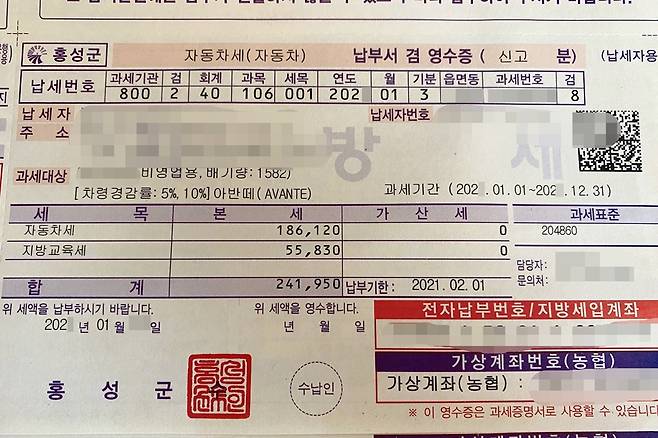 홍성군 자동차세(자동차) 납부서 겸 영수증 ( 신고 분) (납세자용
납세번호 과세기관 검 회계 과목 세목 연도 월 기분 읍면동 과세번호 검
800 2 40 106 001 202 01 3 8
납 세 자 납세자번호
주 소
방 세
과세대상 비영업용, 배기량: 1582)
[차령경감률: 5%, 10%] 아반떼(AVANTE) 과세기간 (202 .01.01~202 .12.31)
세 목 본 세 가 산 세 과세표준
자동차세 186,120 0 204860
지방교육세 55,830 0
담당자:
문의처:
합 계 241,950 납부기한: 2021.02.01
위 세액을 납부하시기 바랍니다. 위 세액을 영수합니다.
202 년 01 월 일 년 월 일
전자납부번호/지방세입계좌
가상계좌번호(농협)
가상계좌(농협) :
홍 성 군 수 수납인
※ 이 영수증은 과세증명서로 사용할 수 있습니다.